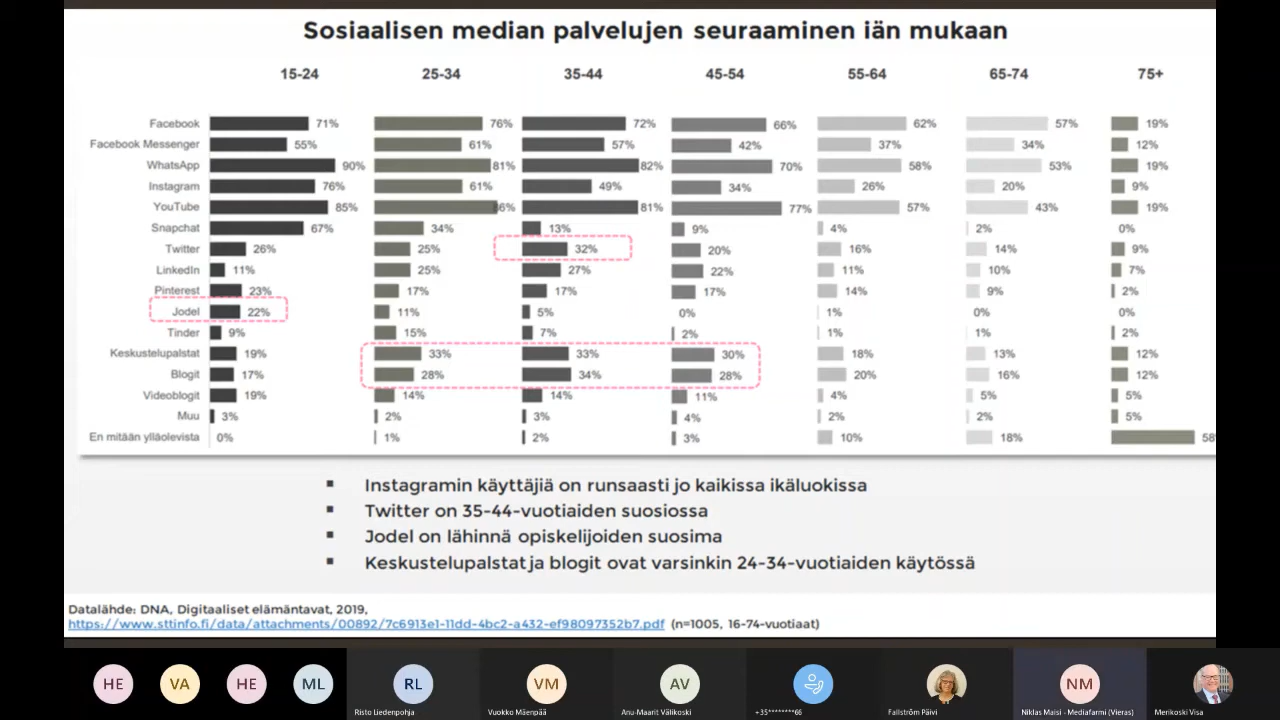 Sosiaalisen median palvelujen seuraaminen iän mukaan
15-24 25-34 35-44 45-54 55-64 65-74 75+
Facebook 71% 76% 72% 66% 62% 57% 19%
Facebook Messenger 55% 61% 57% 42% 37% 34% 12%
WhatsApp 90% 81% 82% 70% 58% 53% 19%
Instagram 76% 61% 49% 34% 26% 20% 9%
YouTube 85% 86% 81% 77% 57% 43% 19%
Snapchat 67% 34% 13% 9% 4% 2% 0%
Twitter 26% 25% 32% 20% 16% 14% 9%
LinkedIn 11% 25% 27% 22% 11% 10% 7%
Pinterest 23% 17% 17% 17% 14% 9% 2%
Jodel 22% 11% 5% 0% 1% 0% 0%
Tinder 9% 15% 7% 2% 1% 1% 2%
Keskustelupalstat 19% 33% 33% 30% 18% 13% 12%
Blogit 17% 28% 34% 28% 20% 16% 12%
Videoblogit 19% 14% 14% 11% 4% 5% 5%
Muu 3% 2% 3% 4% 2% 2% 5%
En mitään ylläolevista 0% 1% 2% 3% 10% 18% 58
▪ Instagramin käyttäjiä on runsaasti jo kaikissa ikäluokissa
▪ Twitter on 35-44-vuotiaiden suosiossa
▪ Jodel on lähinnä opiskelijoiden suosima
▪ Keskustelupalstat ja blogit ovat varsinkin 24-34-vuotiaiden käytössä
Datalähde: DNA, Digitaaliset elämäntavat, 2019,
https://www.sttinfo.fi/data/attachments/00892/7c6913e1-11dd-4bc2-a432-ef98097352b7.pdf (n=1005, 16-74-vuotiaat)
HE VA HE ML RL VM AV NM
Risto Liedenpohja Vuokko Mäenpää Anu-Maarit Välikoski +35********66 Fallström Päivi Niklas Maisi - Mediafarmi (Vieras) Merikoski Visa